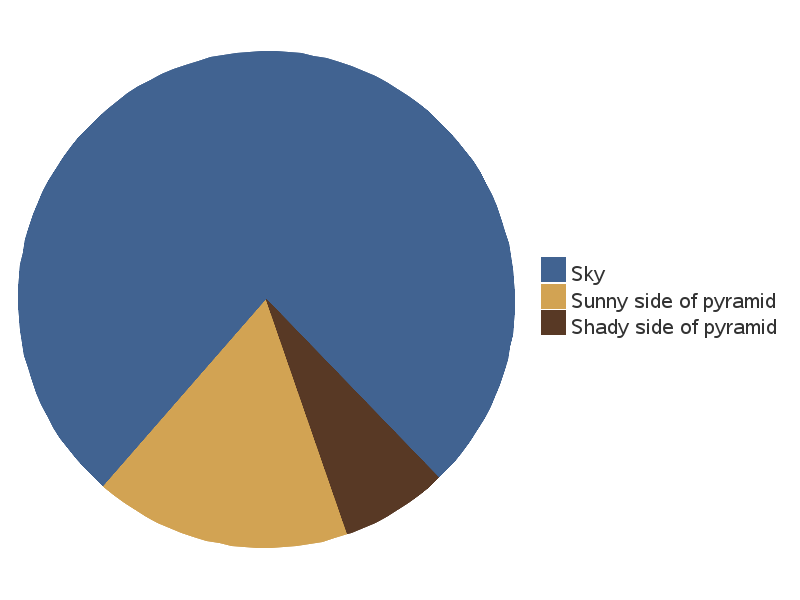 Sky
Sunny side of pyramid
Shady side of pyramid